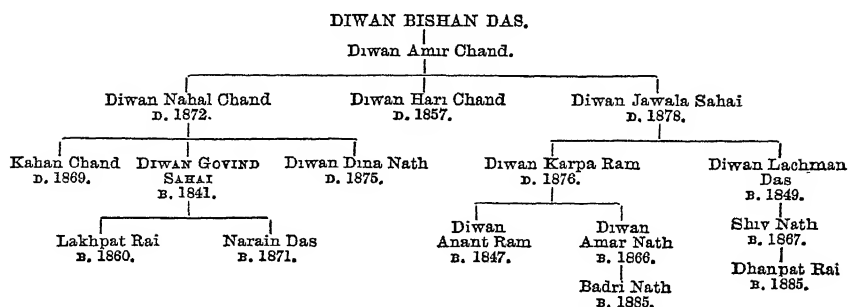 DIWAN BISHAN DAS.
Diwan Amir Chand.
Diwan Nahal Chand Diwan Hari Chand Diwan Jawala Sahai
D. 1872. D. 1857. D. 1878.
Kahan Chand Diwan Govind Diwan Dina Nath Diwan Karpa Ram Diwan Lachman
D. 1869. Sahai D. 1875. D. 1876. Das
B. 1841. B. 1849.
Lakhpat Rai Narain Das Diwan Diwan Shiv Nath
B. 1860. B. 1871. Anant Ram Amar Nath B. 1867.
B. 1847. B. 1866. Dhanpat Rai
Badri Nath B. 1885.
B. 1885.